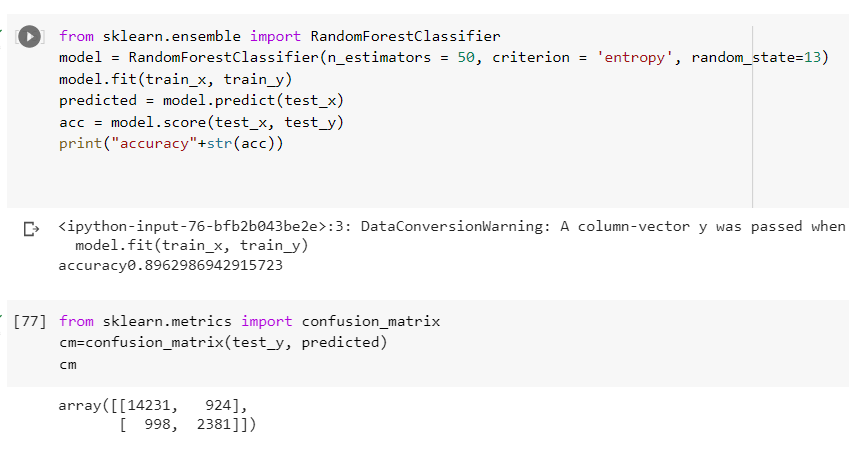 from sklearn.ensemble import RandomForestClassifier
model = RandomForestClassifier(n_estimators = 50, criterion = 'entropy', random_state=13)
model.fit(train_x, train_y)
predicted = model.predict(test_x)
acc = model.score(test_x, test_y)
print("accuracy"+str(acc))
<ipython-input-76-bfb2b043be2e>:3: DataConversionWarning: A column-vector y was passed when
model.fit(train_x, train_y)
accuracy0.8962986942915723
[77] from sklearn.metrics import confusion_matrix
cm=confusion_matrix(test_y, predicted)
cm
array([[14231, 924],
[ 998, 2381]])